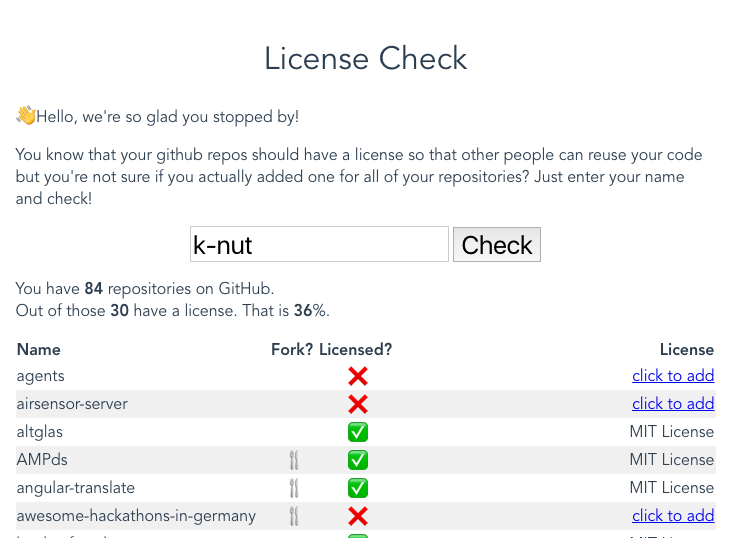 License Check
👋Hello, we're so glad you stopped by!
You know that your github repos should have a license so that other people can reuse your code
but you're not sure if you actually added one for all of your repositories? Just enter your name
and check!
k-nut Check
You have 84 repositories on GitHub.
Out of those 30 have a license. That is 36%.
Name Fork? Licensed? License
agents ❌ click to add
airsensor-server ❌ click to add
altglas ✅ MIT License
AMPds 🍴 ✅ MIT License
angular-translate 🍴 ✅ MIT License
awesome-hackathons-in-germany 🍴 ❌ click to add